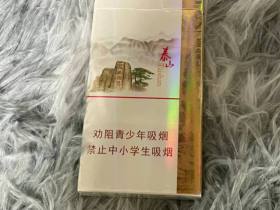 泰山
劝阻青少年吸烟
禁止中小学生吸烟